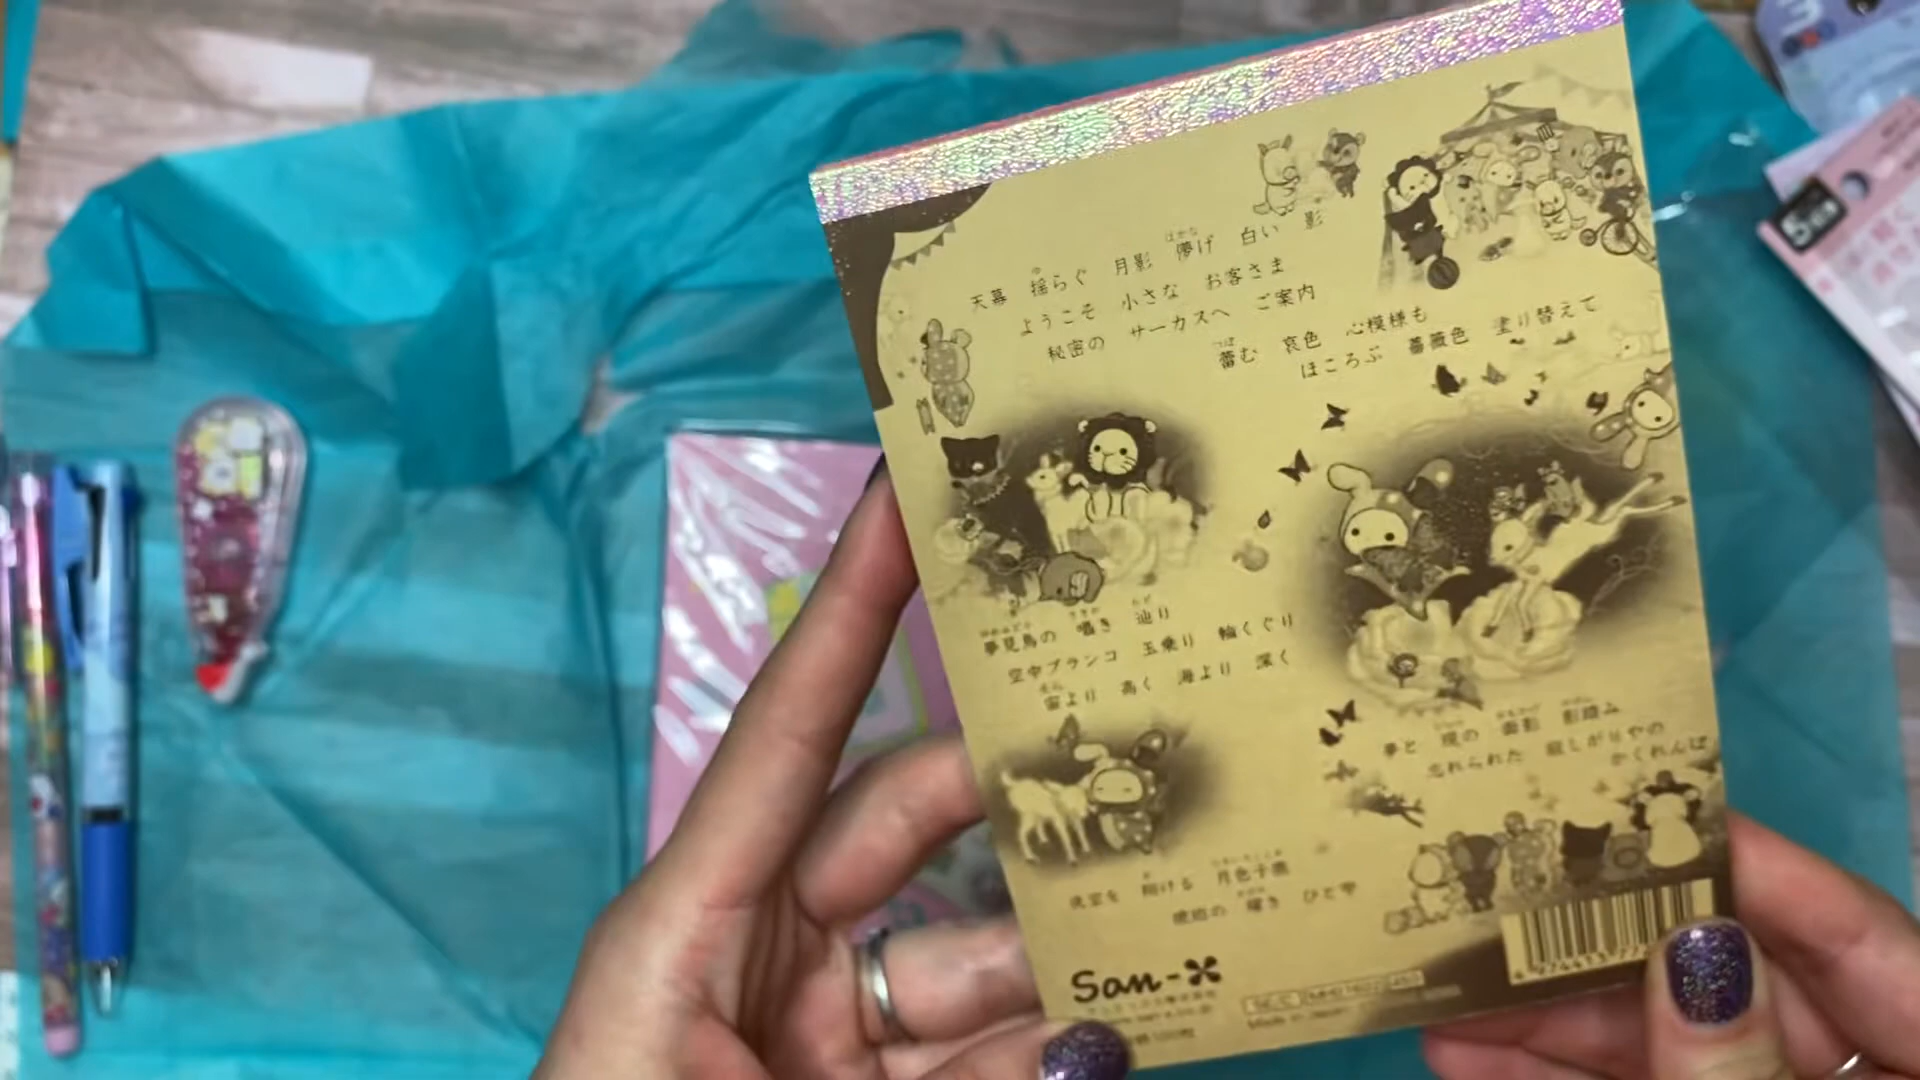 天幕 揺らぐ 月影 儚げ 白い 影
ようこそ 小さな お客さま
秘密の サーカスへ ご案内
蕾む 哀色 心模様も
ほころぶ 薔薇色 塗り替えて
夢見鳥の 囁き 辿り
空中ブランコ 玉乗り 輪くぐり
宙より 高く 海より 深く
夢と 現の 面影 影踏み
忘れられた 寂しがりやの
かくれんぼ
夜空を 翔ける 月色子鹿
琥珀の 耀き ひと雫
San-X
Made in Japan